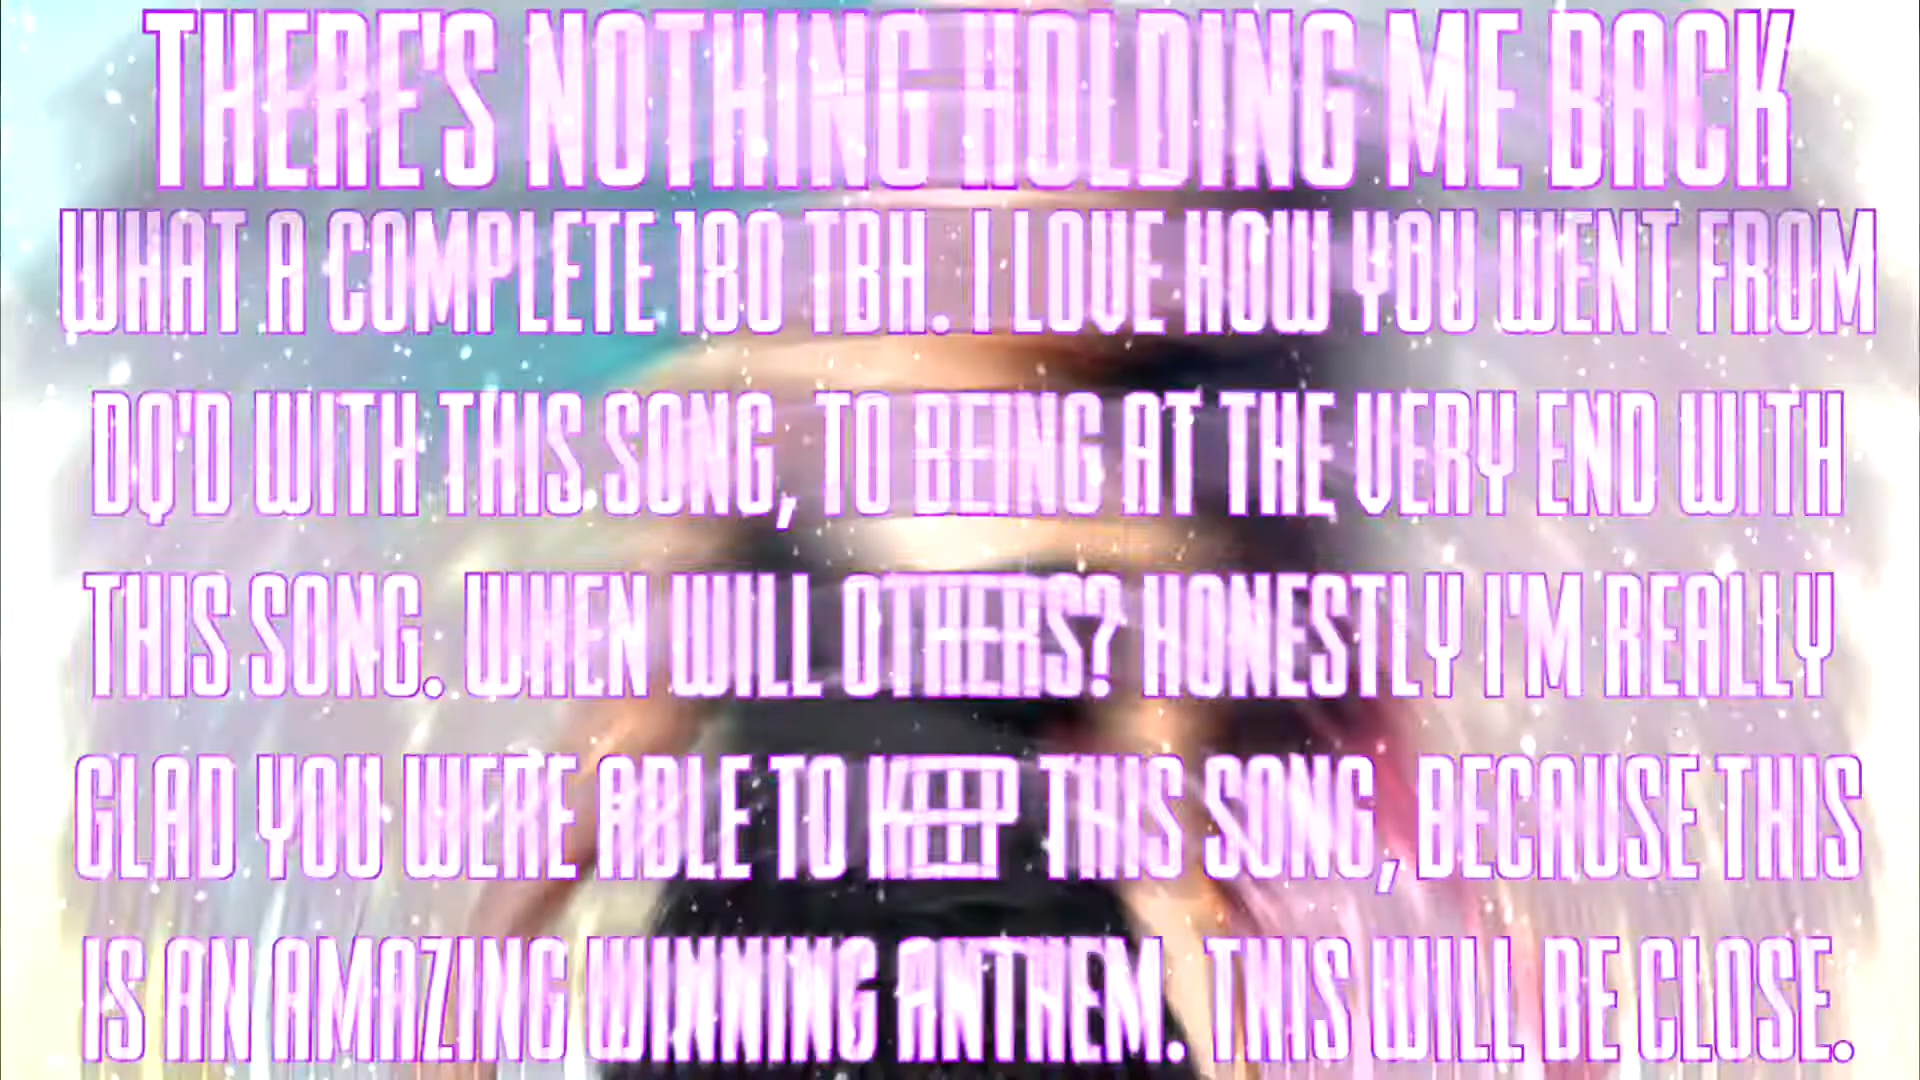 THERE'S NOTHING HOLDING ME BACK
WHAT A COMPLETE 180 TBH. I LOVE HOW YOU WENT FROM
DQ'D WITH THIS SONG, TO BEING AT THE VERY END WITH
THIS SONG. WHEN WILL OTHERS? HONESTLY I'M REALLY
GLAD YOU WERE ABLE TO KEEP THIS SONG, BECAUSE THIS
IS AN AMAZING WINNING ANTHEM. THIS WILL BE CLOSE.